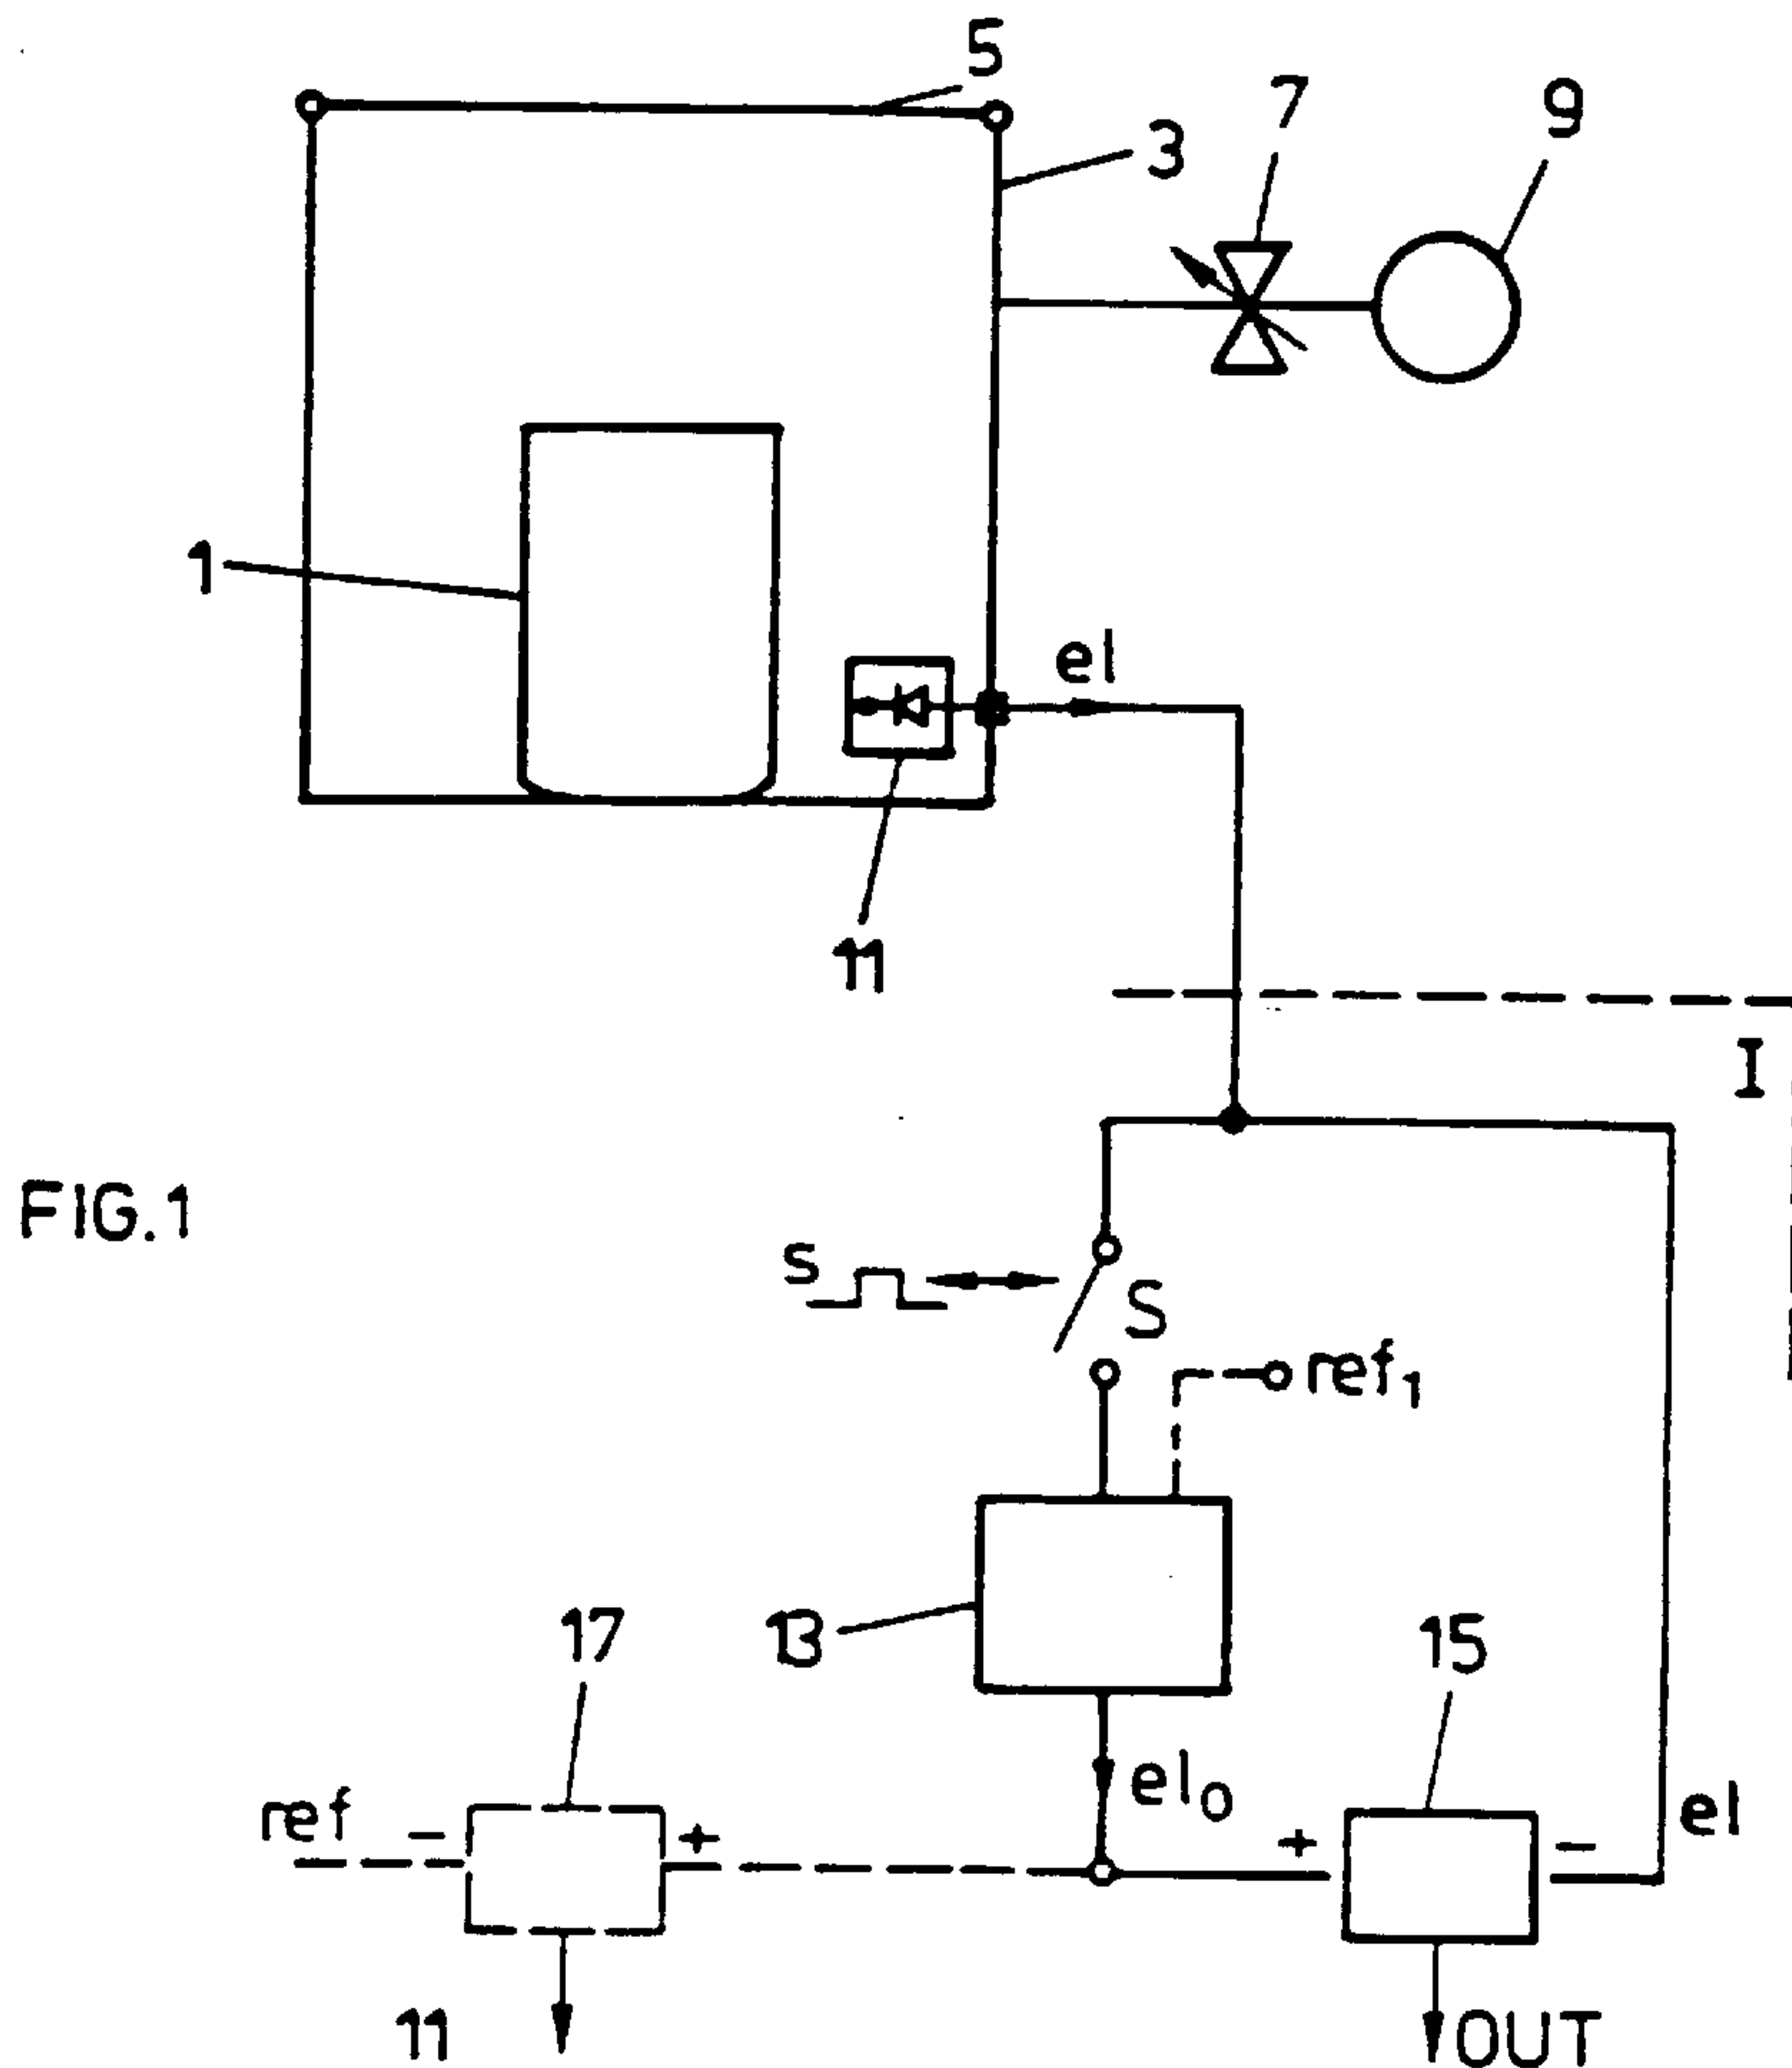 5
7
9
3
1
el
11
I
FIG.1
s
S
ref₁
13
17
15
el₀
ref
-
+
+
-
el
11
OUT